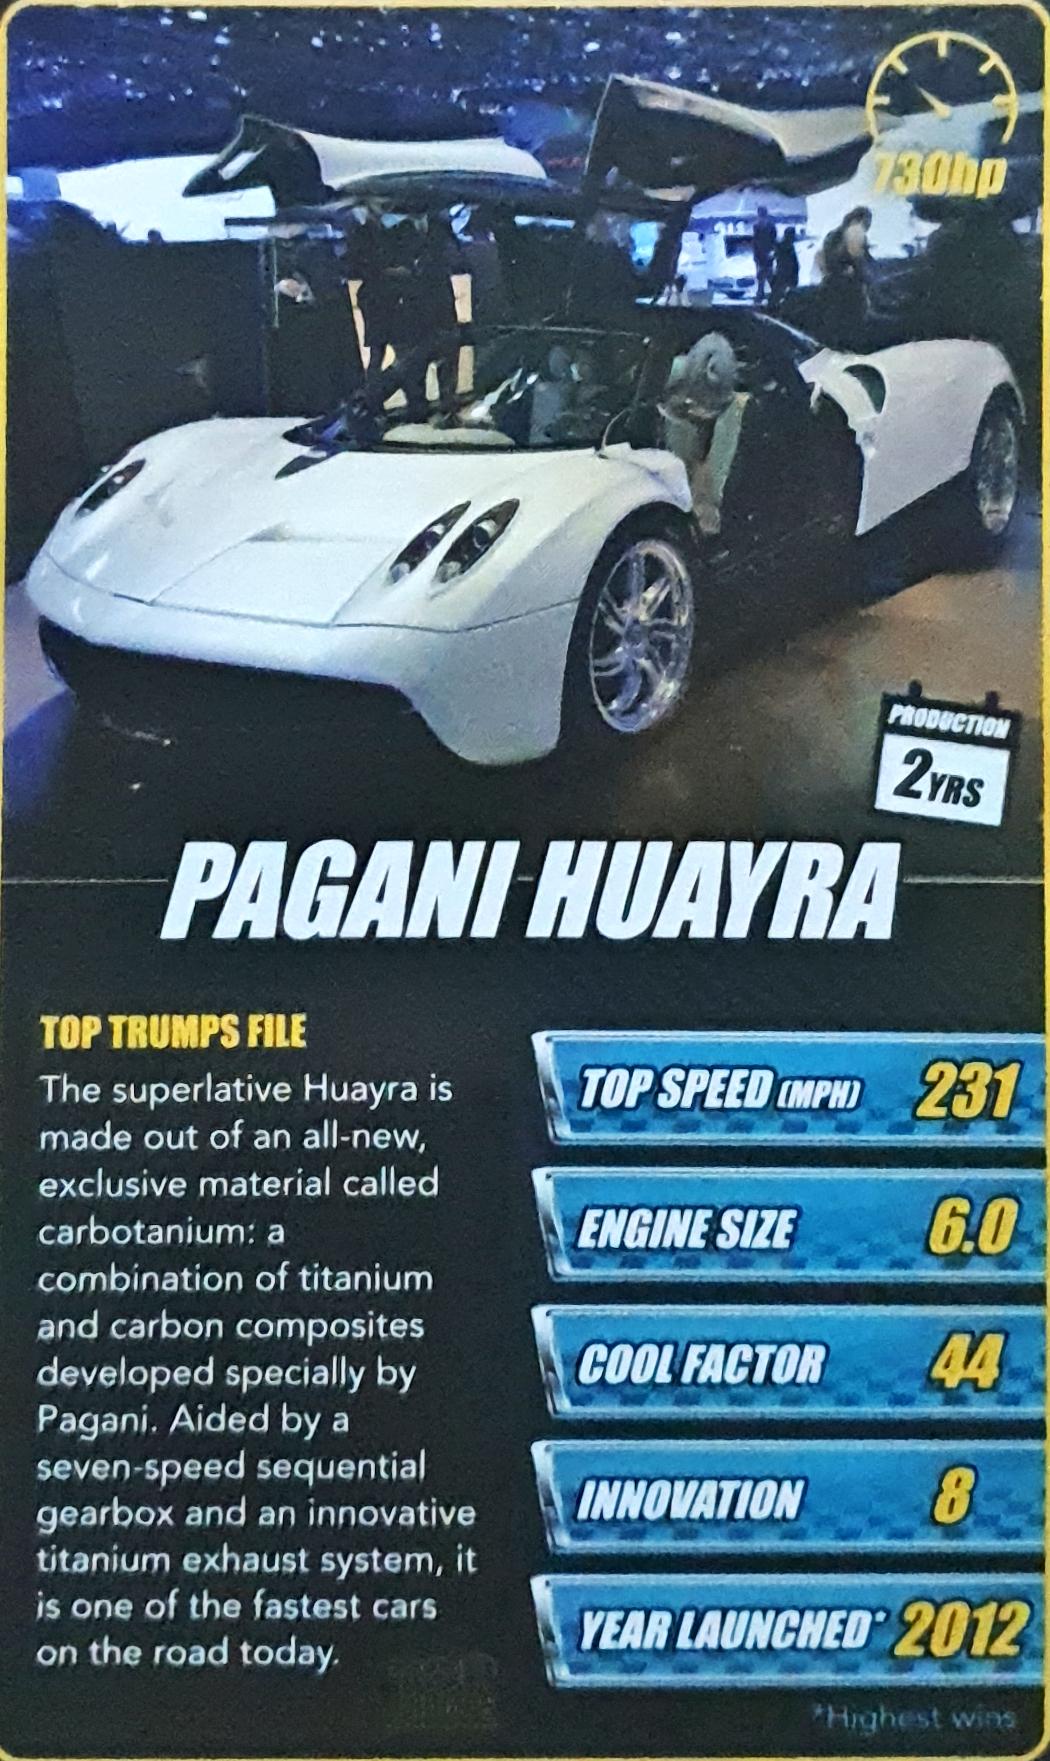 730hp
PRODUCTION
2YRS
PAGANI HUAYRA
TOP TRUMPS FILE
The superlative Huayra is
made out of an all-new,
exclusive material called
carbotanium: a
combination of titanium
and carbon composites
developed specially by
Pagani. Aided by a
seven-speed sequential
gearbox and an innovative
titanium exhaust system, it
is one of the fastest cars
on the road today.
TOP SPEED (MPH) 231
ENGINE SIZE 6.0
COOL FACTOR 44
INNOVATION 8
YEAR LAUNCHED* 2012
*Highest wins